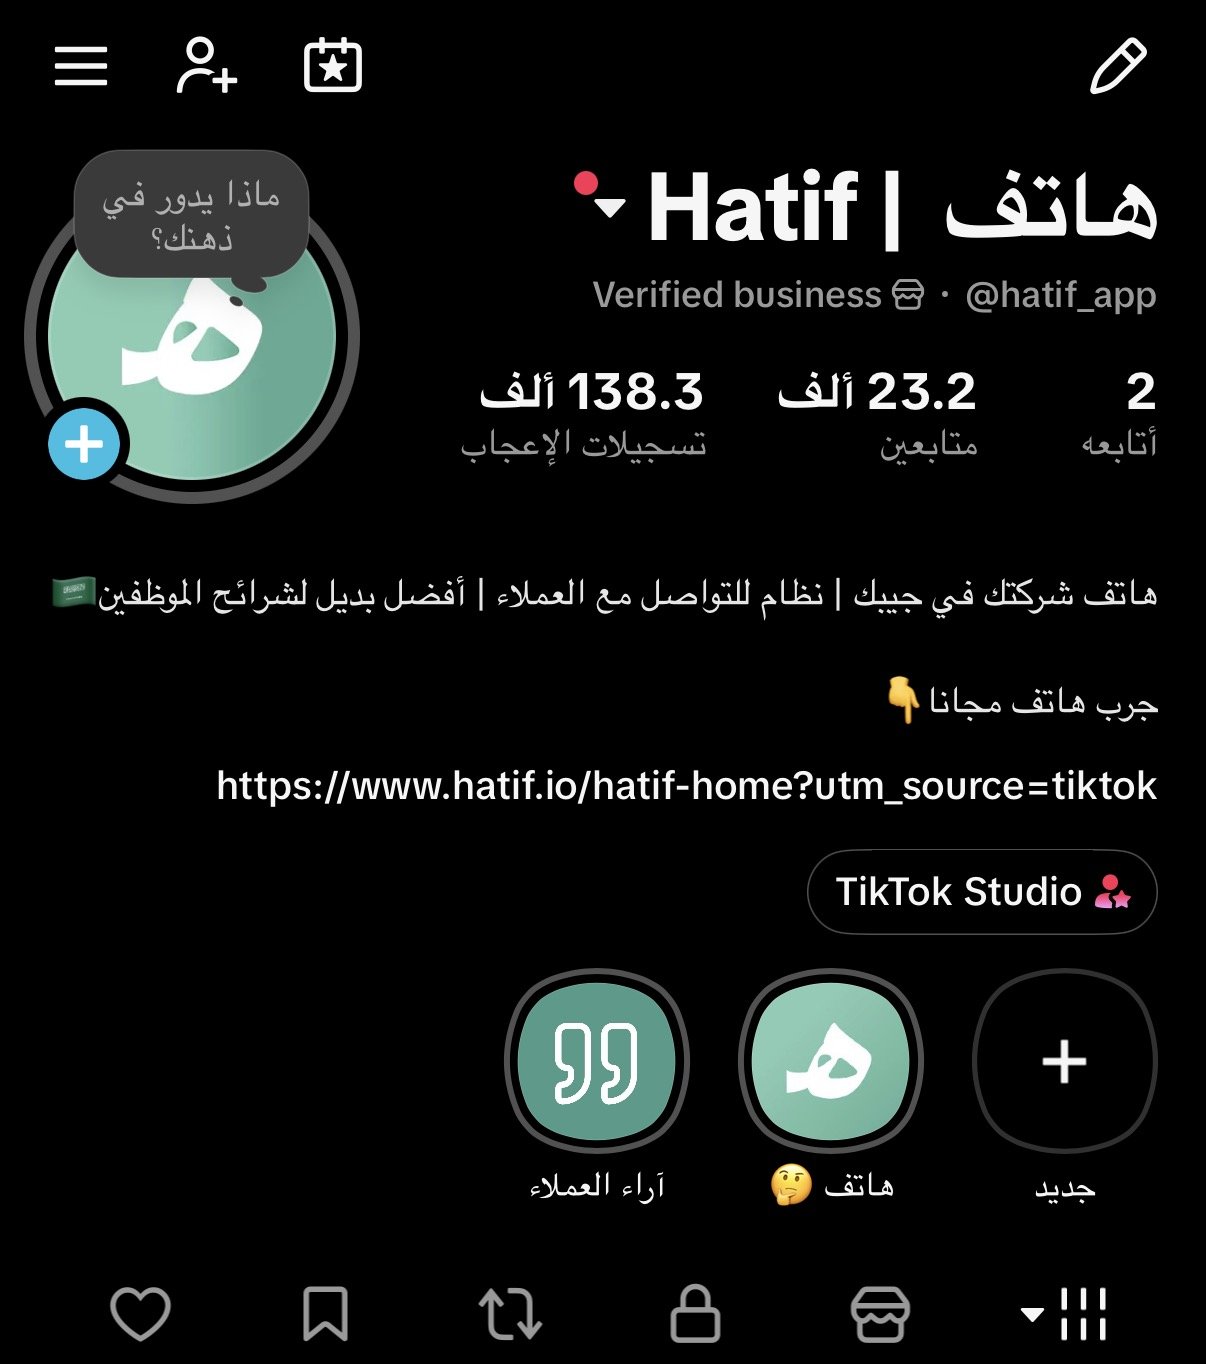 ماذا يدور في
ذهنك؟
هاتف | Hatif
@hatif_app · Verified business
2
أتابعه
23.2 ألف
متابعين
138.3 ألف
تسجيلات الإعجاب
هاتف شركتك في جيبك | نظام للتواصل مع العملاء | أفضل بديل لشرائح الموظفين🇸🇦
جرب هاتف مجانا👇
https://www.hatif.io/hatif-home?utm_source=tiktok
TikTok Studio
جديد
هاتف 🤔
آراء العملاء